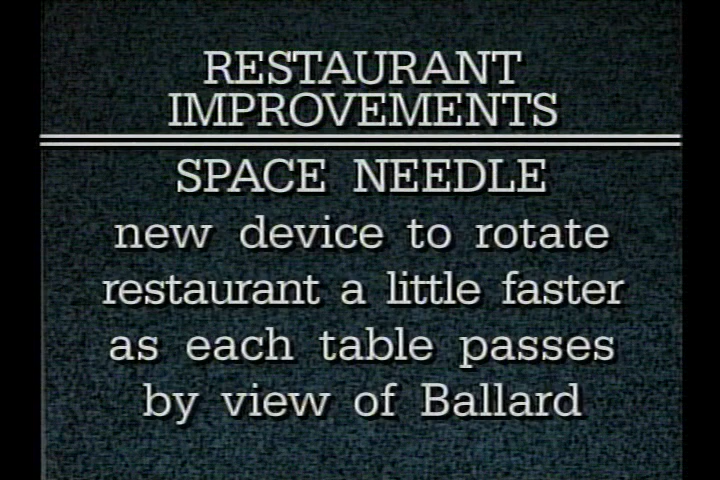 RESTAURANT
IMPROVEMENTS
SPACE NEEDLE
new device to rotate
restaurant a little faster
as each table passes
by view of Ballard